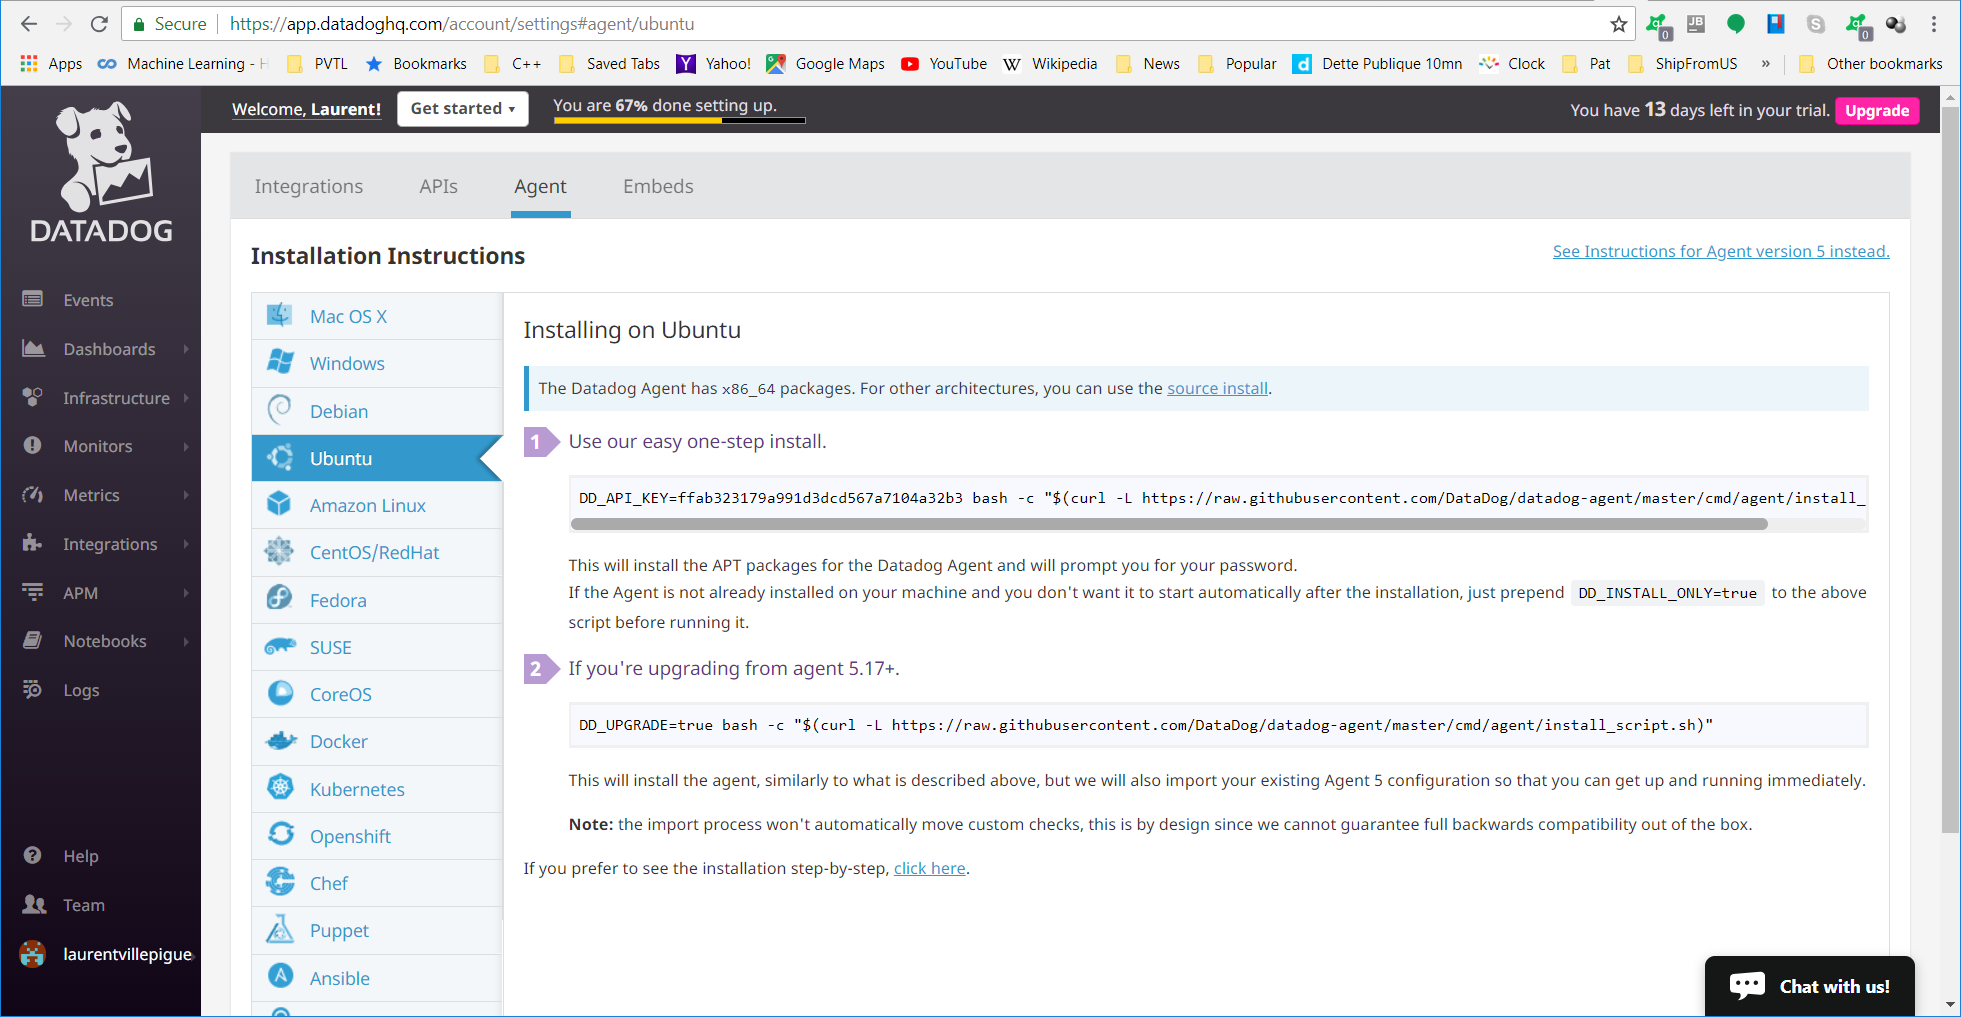 Secure https://app.datadoghq.com/account/settings#agent/ubuntu
0
JB
0
Apps Machine Learning - PVTL Bookmarks C++ Saved Tabs Yahoo! Google Maps YouTube Wikipedia News Popular Dette Publique 10mn Clock Pat ShipFromUS » Other bookmarks
Welcome, Laurent! Get started ▾ You are 67% done setting up. You have 13 days left in your trial. Upgrade
DATADOG
Events
Dashboards
Infrastructure
Monitors
Metrics
Integrations
APM
Notebooks
Logs
Help
Team
laurentvillepigue
Integrations APIs Agent Embeds
Installation Instructions
See Instructions for Agent version 5 instead.
Mac OS X
Windows
Debian
Ubuntu
Amazon Linux
CentOS/RedHat
Fedora
SUSE
CoreOS
Docker
Kubernetes
Openshift
Chef
Puppet
Ansible
Installing on Ubuntu
The Datadog Agent has x86_64 packages. For other architectures, you can use the source install.
1 Use our easy one-step install.
DD_API_KEY=ffab323179a991d3dcd567a7104a32b3 bash -c "$(curl -L https://raw.githubusercontent.com/DataDog/datadog-agent/master/cmd/agent/install_
This will install the APT packages for the Datadog Agent and will prompt you for your password.
If the Agent is not already installed on your machine and you don't want it to start automatically after the installation, just prepend DD_INSTALL_ONLY=true to the above
script before running it.
2 If you're upgrading from agent 5.17+.
DD_UPGRADE=true bash -c "$(curl -L https://raw.githubusercontent.com/DataDog/datadog-agent/master/cmd/agent/install_script.sh)"
This will install the agent, similarly to what is described above, but we will also import your existing Agent 5 configuration so that you can get up and running immediately.
Note: the import process won't automatically move custom checks, this is by design since we cannot guarantee full backwards compatibility out of the box.
If you prefer to see the installation step-by-step, click here.
Chat with us!